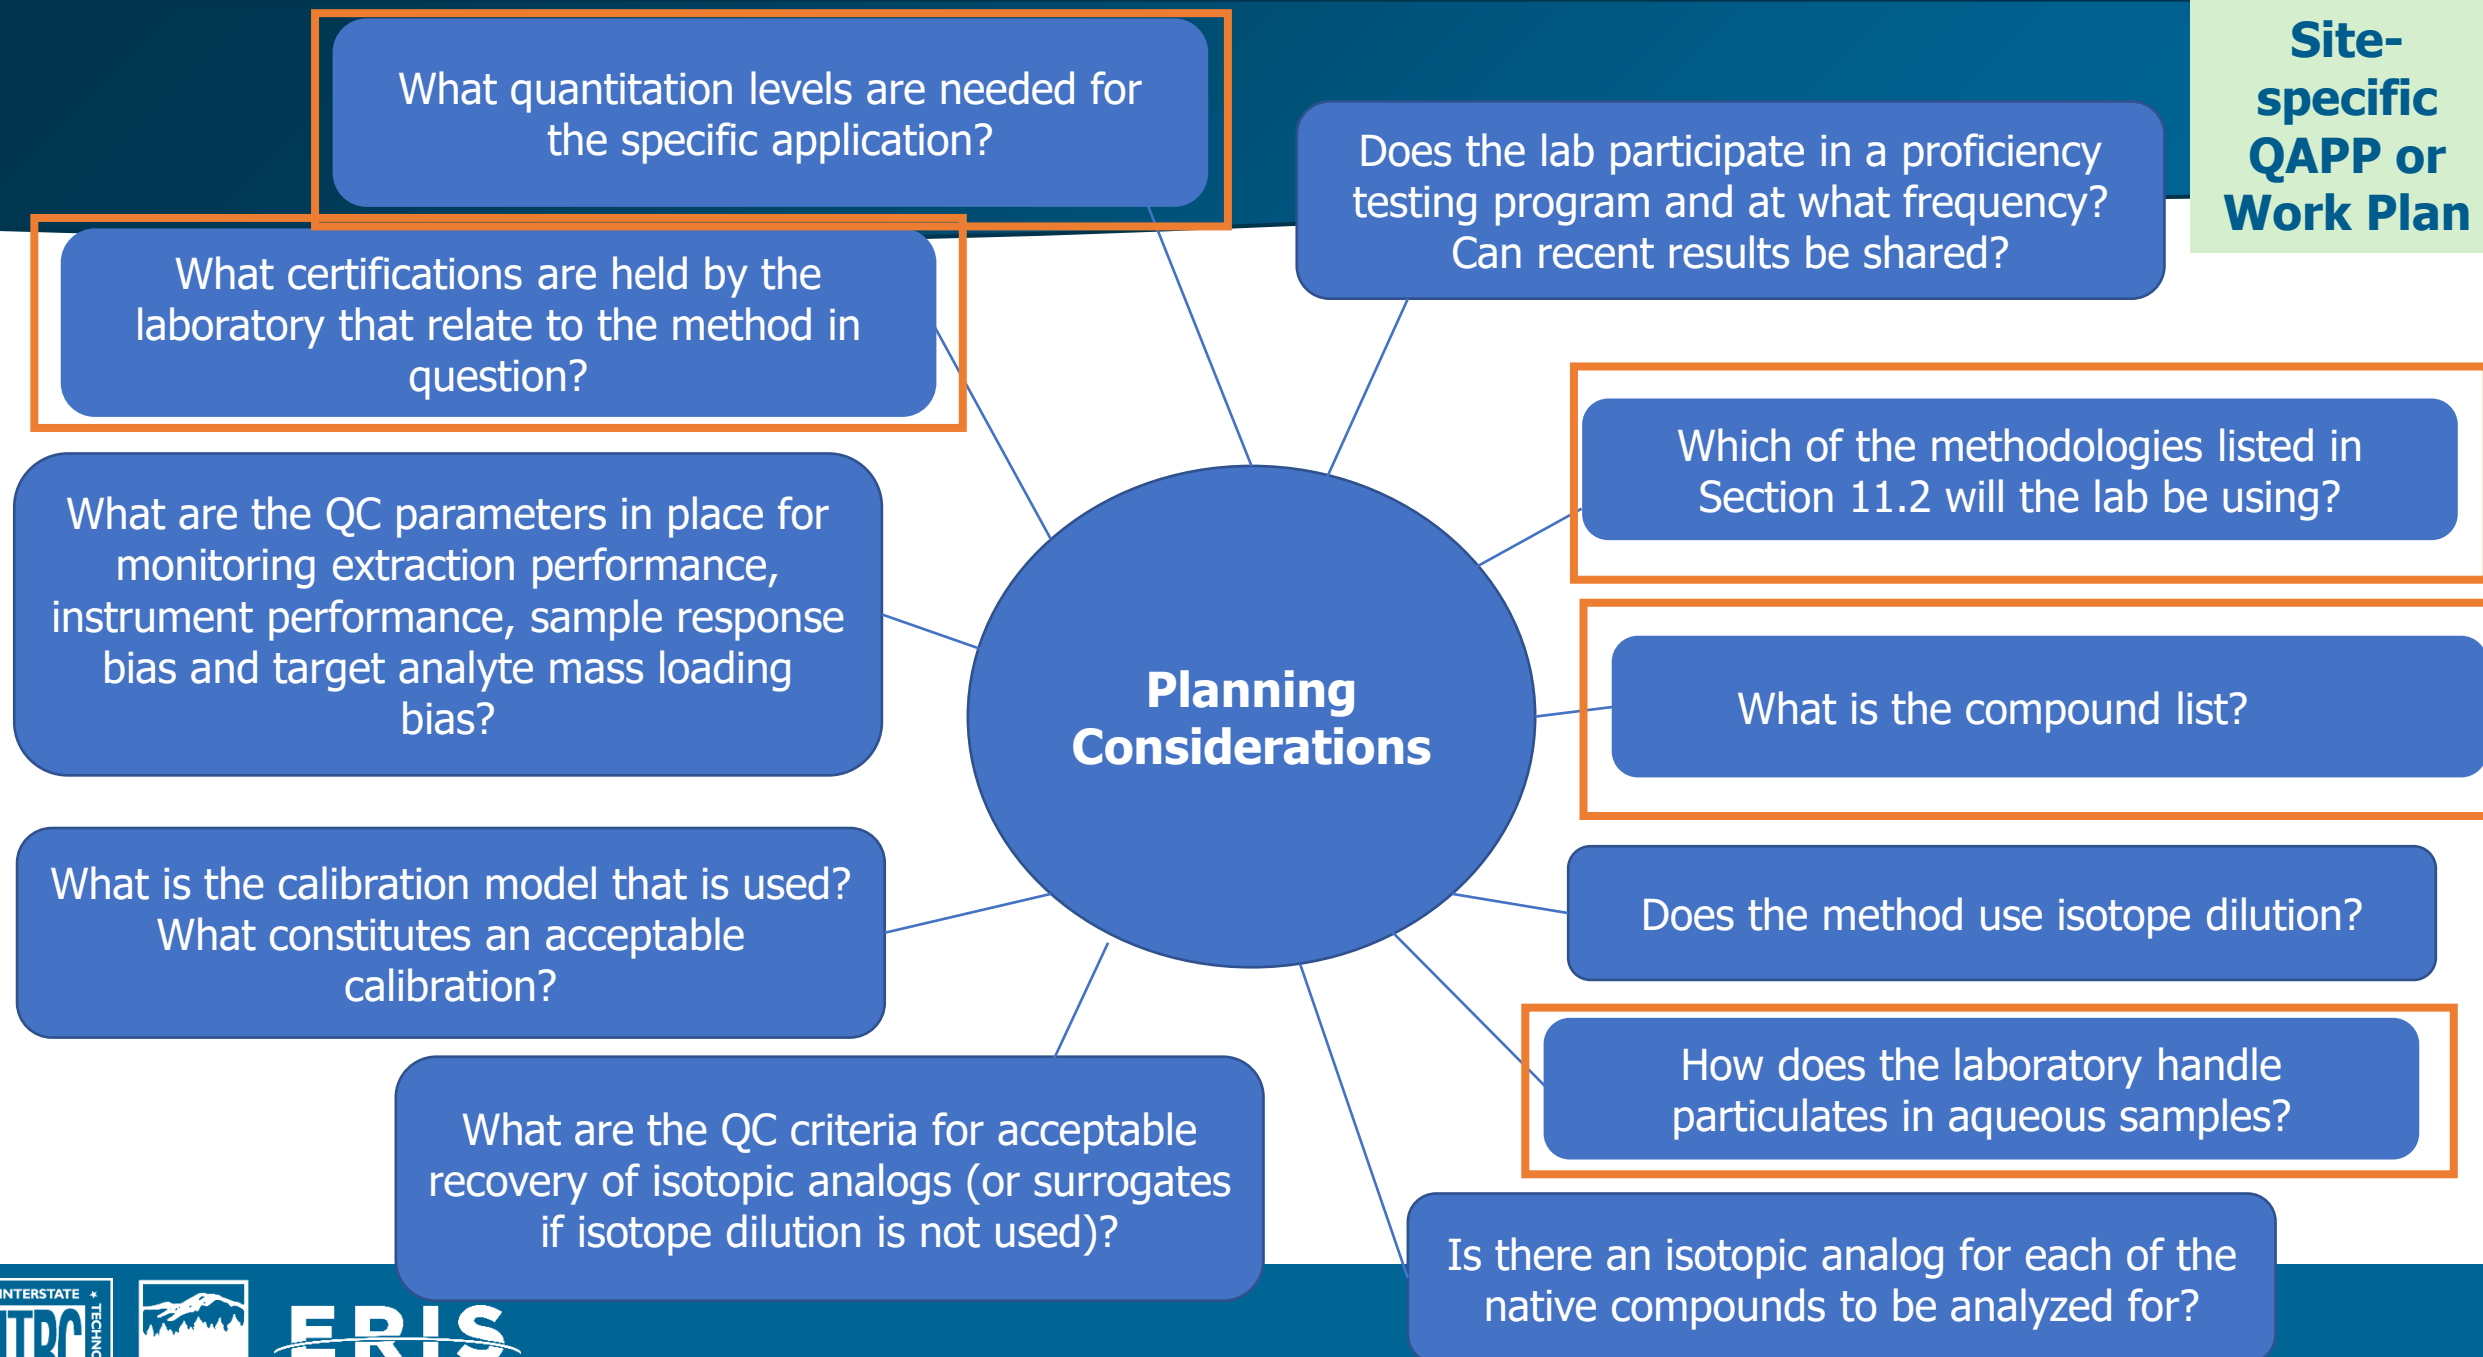 What quantitation levels are needed for
the specific application?
Site-
specific
QAPP or
Work Plan
Does the lab participate in a proficiency
testing program and at what frequency?
Can recent results be shared?
What certifications are held by the
laboratory that relate to the method in
question?
Which of the methodologies listed in
Section 11.2 will the lab be using?
What are the QC parameters in place for
monitoring extraction performance,
instrument performance, sample response
bias and target analyte mass loading
bias?
Planning
Considerations
What is the compound list?
What is the calibration model that is used?
What constitutes an acceptable
calibration?
Does the method use isotope dilution?
How does the laboratory handle
particulates in aqueous samples?
What are the QC criteria for acceptable
recovery of isotopic analogs (or surrogates
if isotope dilution is not used)?
Is there an isotopic analog for each of the
native compounds to be analyzed for?
INTERSTATE
ITRC
ERIS